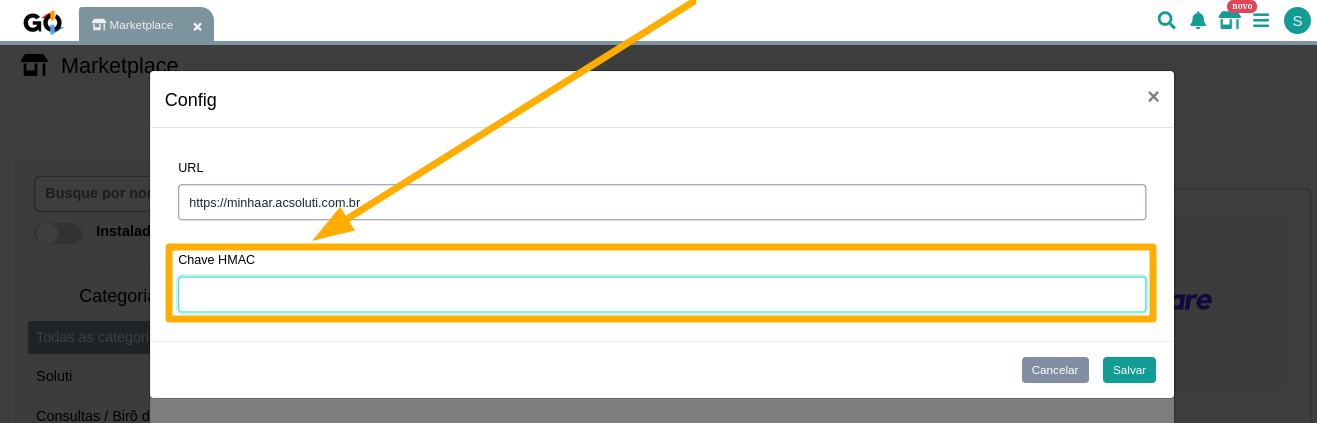 GO
Marketplace ×
novo
S
Marketplace
Config ×
URL
https://minhaar.acsoluti.com.br
Busque por no
Instalad
Chave HMAC
Categoria
are
Todas as categori
Soluti
Cancelar Salvar
Consultas / Birô d